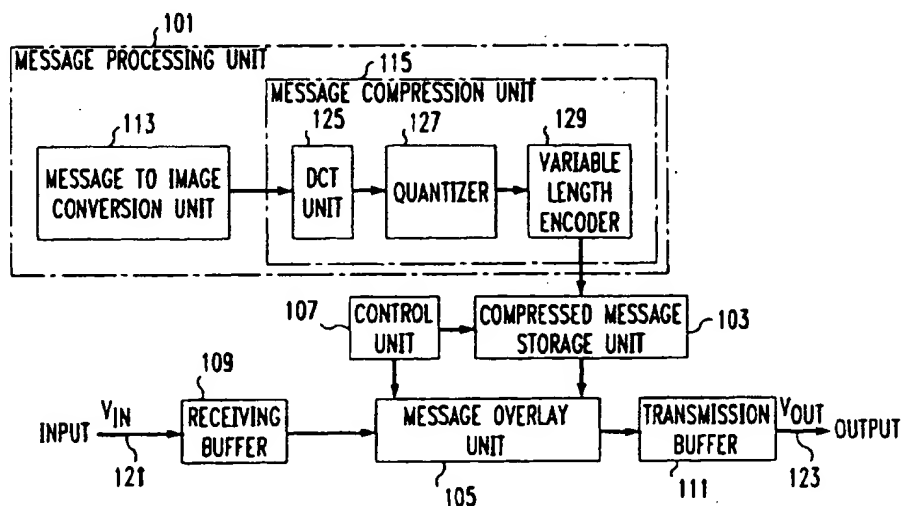 101
MESSAGE PROCESSING UNIT
115
MESSAGE COMPRESSION UNIT
113
125
127
129
MESSAGE TO IMAGE
CONVERSION UNIT
DCT
UNIT
QUANTIZER
VARIABLE
LENGTH
ENCODER
107
CONTROL
UNIT
COMPRESSED MESSAGE
STORAGE UNIT
103
109
INPUT
VIN
121
RECEIVING
BUFFER
MESSAGE OVERLAY
UNIT
105
TRANSMISSION
BUFFER
111
VOUT
123
OUTPUT